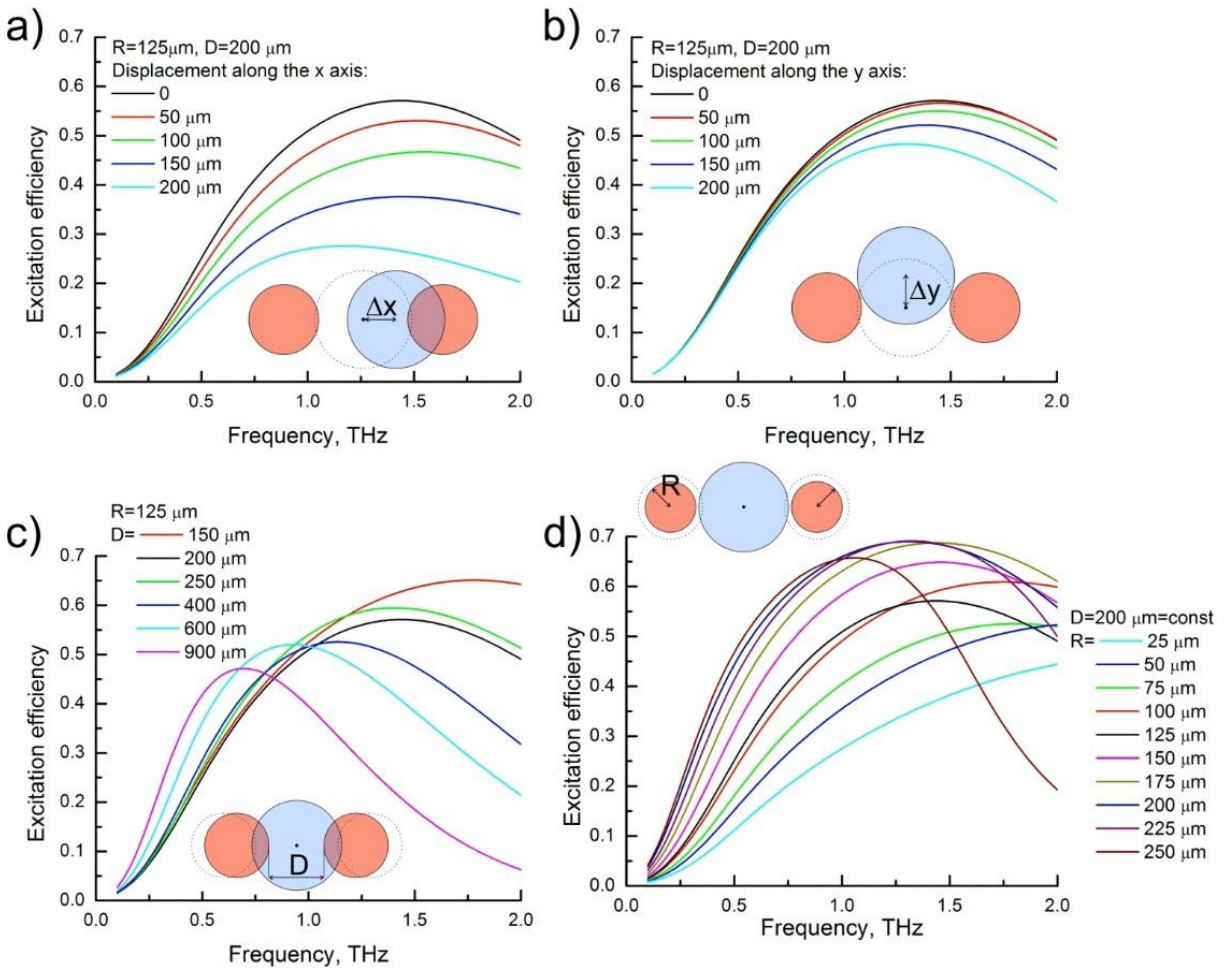 a)
R=125μm, D=200 μm
Displacement along the x axis:
0
50 μm
100 μm
150 μm
200 μm
Δx
0.0
0.1
0.2
0.3
0.4
0.5
0.6
0.7
Excitation efficiency
0.0 0.5 1.0 1.5 2.0
Frequency, THz
b)
R=125μm, D=200 μm
Displacement along the y axis:
0
50 μm
100 μm
150 μm
200 μm
Δy
0.7
0.6
0.5
0.4
0.3
0.2
0.1
0.0
Excitation efficiency
0.0 0.5 1.0 1.5 2.0
Frequency, THz
c)
R=125 μm
D= 150 μm
200 μm
250 μm
400 μm
600 μm
900 μm
D
0.7
0.6
0.5
0.4
0.3
0.2
0.1
0.0
Excitation efficiency
0.0 0.5 1.0 1.5 2.0
Frequency, THz
R
d)
0.7
0.6
0.5
0.4
0.3
0.2
0.1
0.0
Excitation efficiency
0.0 0.5 1.0 1.5 2.0
Frequency, THz
D=200 μm=const
R= 25 μm
50 μm
75 μm
100 μm
125 μm
150 μm
175 μm
200 μm
225 μm
250 μm